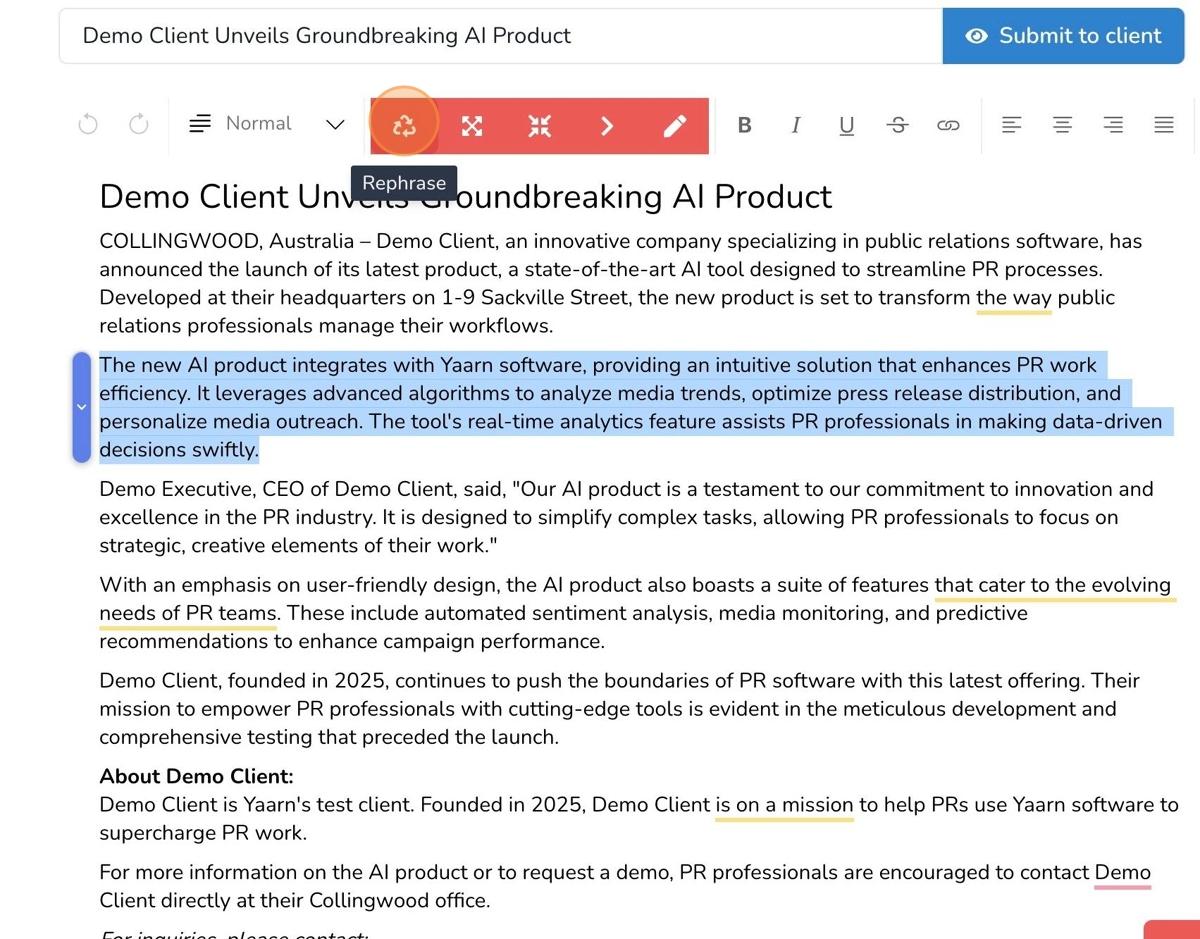 Demo Client Unveils Groundbreaking AI Product
Submit to client
Normal
B I U S
Rephrase
Demo Client Unveils Groundbreaking AI Product
COLLINGWOOD, Australia – Demo Client, an innovative company specializing in public relations software, has
announced the launch of its latest product, a state-of-the-art AI tool designed to streamline PR processes.
Developed at their headquarters on 1-9 Sackville Street, the new product is set to transform the way public
relations professionals manage their workflows.
The new AI product integrates with Yaarn software, providing an intuitive solution that enhances PR work
efficiency. It leverages advanced algorithms to analyze media trends, optimize press release distribution, and
personalize media outreach. The tool's real-time analytics feature assists PR professionals in making data-driven
decisions swiftly.
Demo Executive, CEO of Demo Client, said, "Our AI product is a testament to our commitment to innovation and
excellence in the PR industry. It is designed to simplify complex tasks, allowing PR professionals to focus on
strategic, creative elements of their work."
With an emphasis on user-friendly design, the AI product also boasts a suite of features that cater to the evolving
needs of PR teams. These include automated sentiment analysis, media monitoring, and predictive
recommendations to enhance campaign performance.
Demo Client, founded in 2025, continues to push the boundaries of PR software with this latest offering. Their
mission to empower PR professionals with cutting-edge tools is evident in the meticulous development and
comprehensive testing that preceded the launch.
About Demo Client:
Demo Client is Yaarn's test client. Founded in 2025, Demo Client is on a mission to help PRs use Yaarn software to
supercharge PR work.
For more information on the AI product or to request a demo, PR professionals are encouraged to contact Demo
Client directly at their Collingwood office.
For inquiries, please contact: